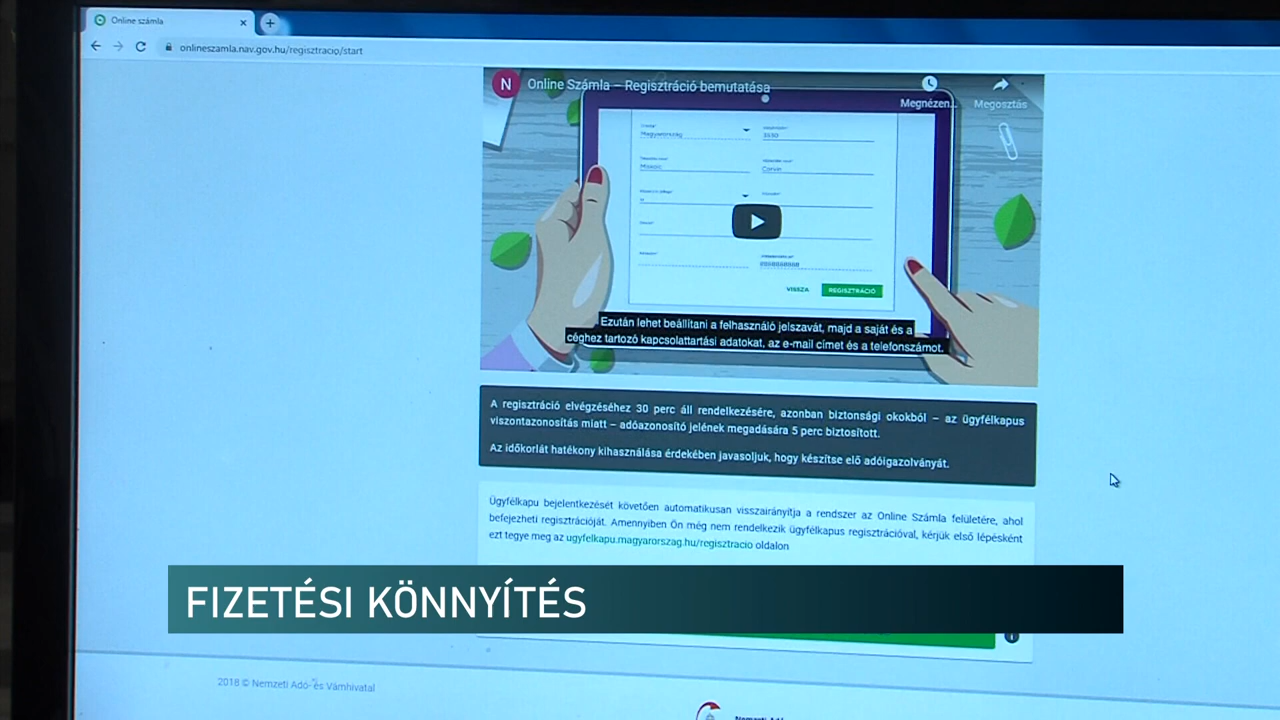 Online számla
onlineszamla.nav.gov.hu/regisztracio/start
N Online Számla – Regisztráció bemutatása
Megnézen...
Megosztás
Magyarország
3530
Miskolc
Corvin
VISSZA
REGISZTRÁCIÓ
Ezután lehet beállítani a felhasználó jelszavát, majd a saját és a
céghez tartozó kapcsolattartási adatokat, az e-mail címet és a telefonszámot.
A regisztráció elvégzéséhez 30 perc áll rendelkezésére, azonban biztonsági okokból – az ügyfélkapus
viszontazonosítás miatt – adóazonosító jelének megadására 5 perc biztosított.
Az időkorlát hatékony kihasználása érdekében javasoljuk, hogy készítse elő adóigazolványát.
Ügyfélkapu bejelentkezését követően automatikusan visszairányítja a rendszer az Online Számla felületére, ahol
befejezheti regisztrációját. Amennyiben Ön még nem rendelkezik ügyfélkapus regisztrációval, kérjük első lépésként
ezt tegye meg az ugyfelkapu.magyarorszag.hu/regisztracio oldalon
FIZETÉSI KÖNNYÍTÉS
2018 © Nemzeti Adó- és Vámhivatal